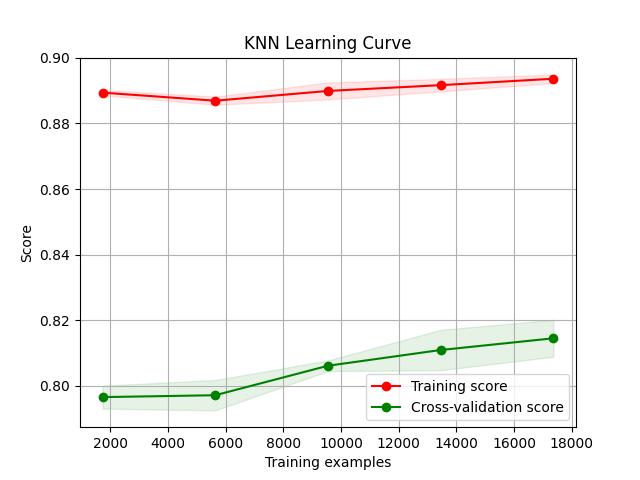 KNN Learning Curve
0.90
0.88
0.86
0.84
0.82
0.80
Score
2000 4000 6000 8000 10000 12000 14000 16000 18000
Training examples
Training score
Cross-validation score